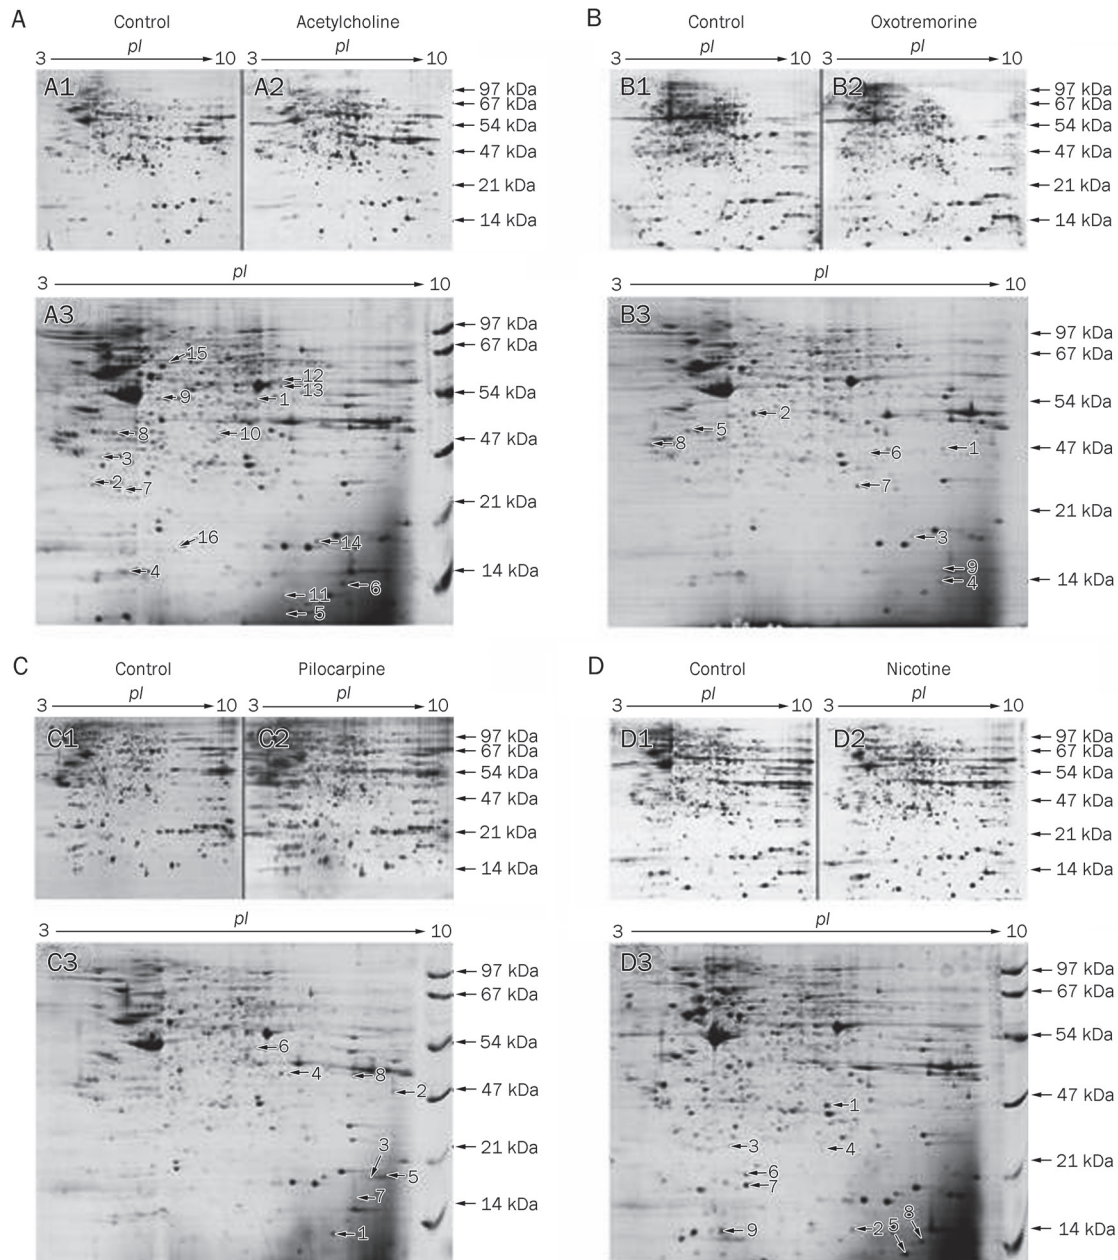 A
Control
Acetylcholine
pI
pI
3
10
3
10
A1
A2
97 kDa
67 kDa
54 kDa
47 kDa
21 kDa
14 kDa
pI
3
10
A3
97 kDa
67 kDa
54 kDa
47 kDa
21 kDa
14 kDa
15
12
13
9
1
8
10
3
2
7
16
14
4
6
11
5
B
Control
Oxotremorine
pI
pI
3
10
3
10
B1
B2
97 kDa
67 kDa
54 kDa
47 kDa
21 kDa
14 kDa
pI
3
10
B3
97 kDa
67 kDa
54 kDa
47 kDa
21 kDa
14 kDa
2
5
8
1
6
7
3
9
4
C
Control
Pilocarpine
pI
pI
3
10
3
10
C1
C2
97 kDa
67 kDa
54 kDa
47 kDa
21 kDa
14 kDa
pI
3
10
C3
97 kDa
67 kDa
54 kDa
47 kDa
21 kDa
14 kDa
6
4
8
2
3
5
7
1
D
Control
Nicotine
pI
pI
3
10
3
10
D1
D2
97 kDa
67 kDa
54 kDa
47 kDa
21 kDa
14 kDa
pI
3
10
D3
97 kDa
67 kDa
54 kDa
47 kDa
21 kDa
14 kDa
1
3
4
6
7
8
9
2
5